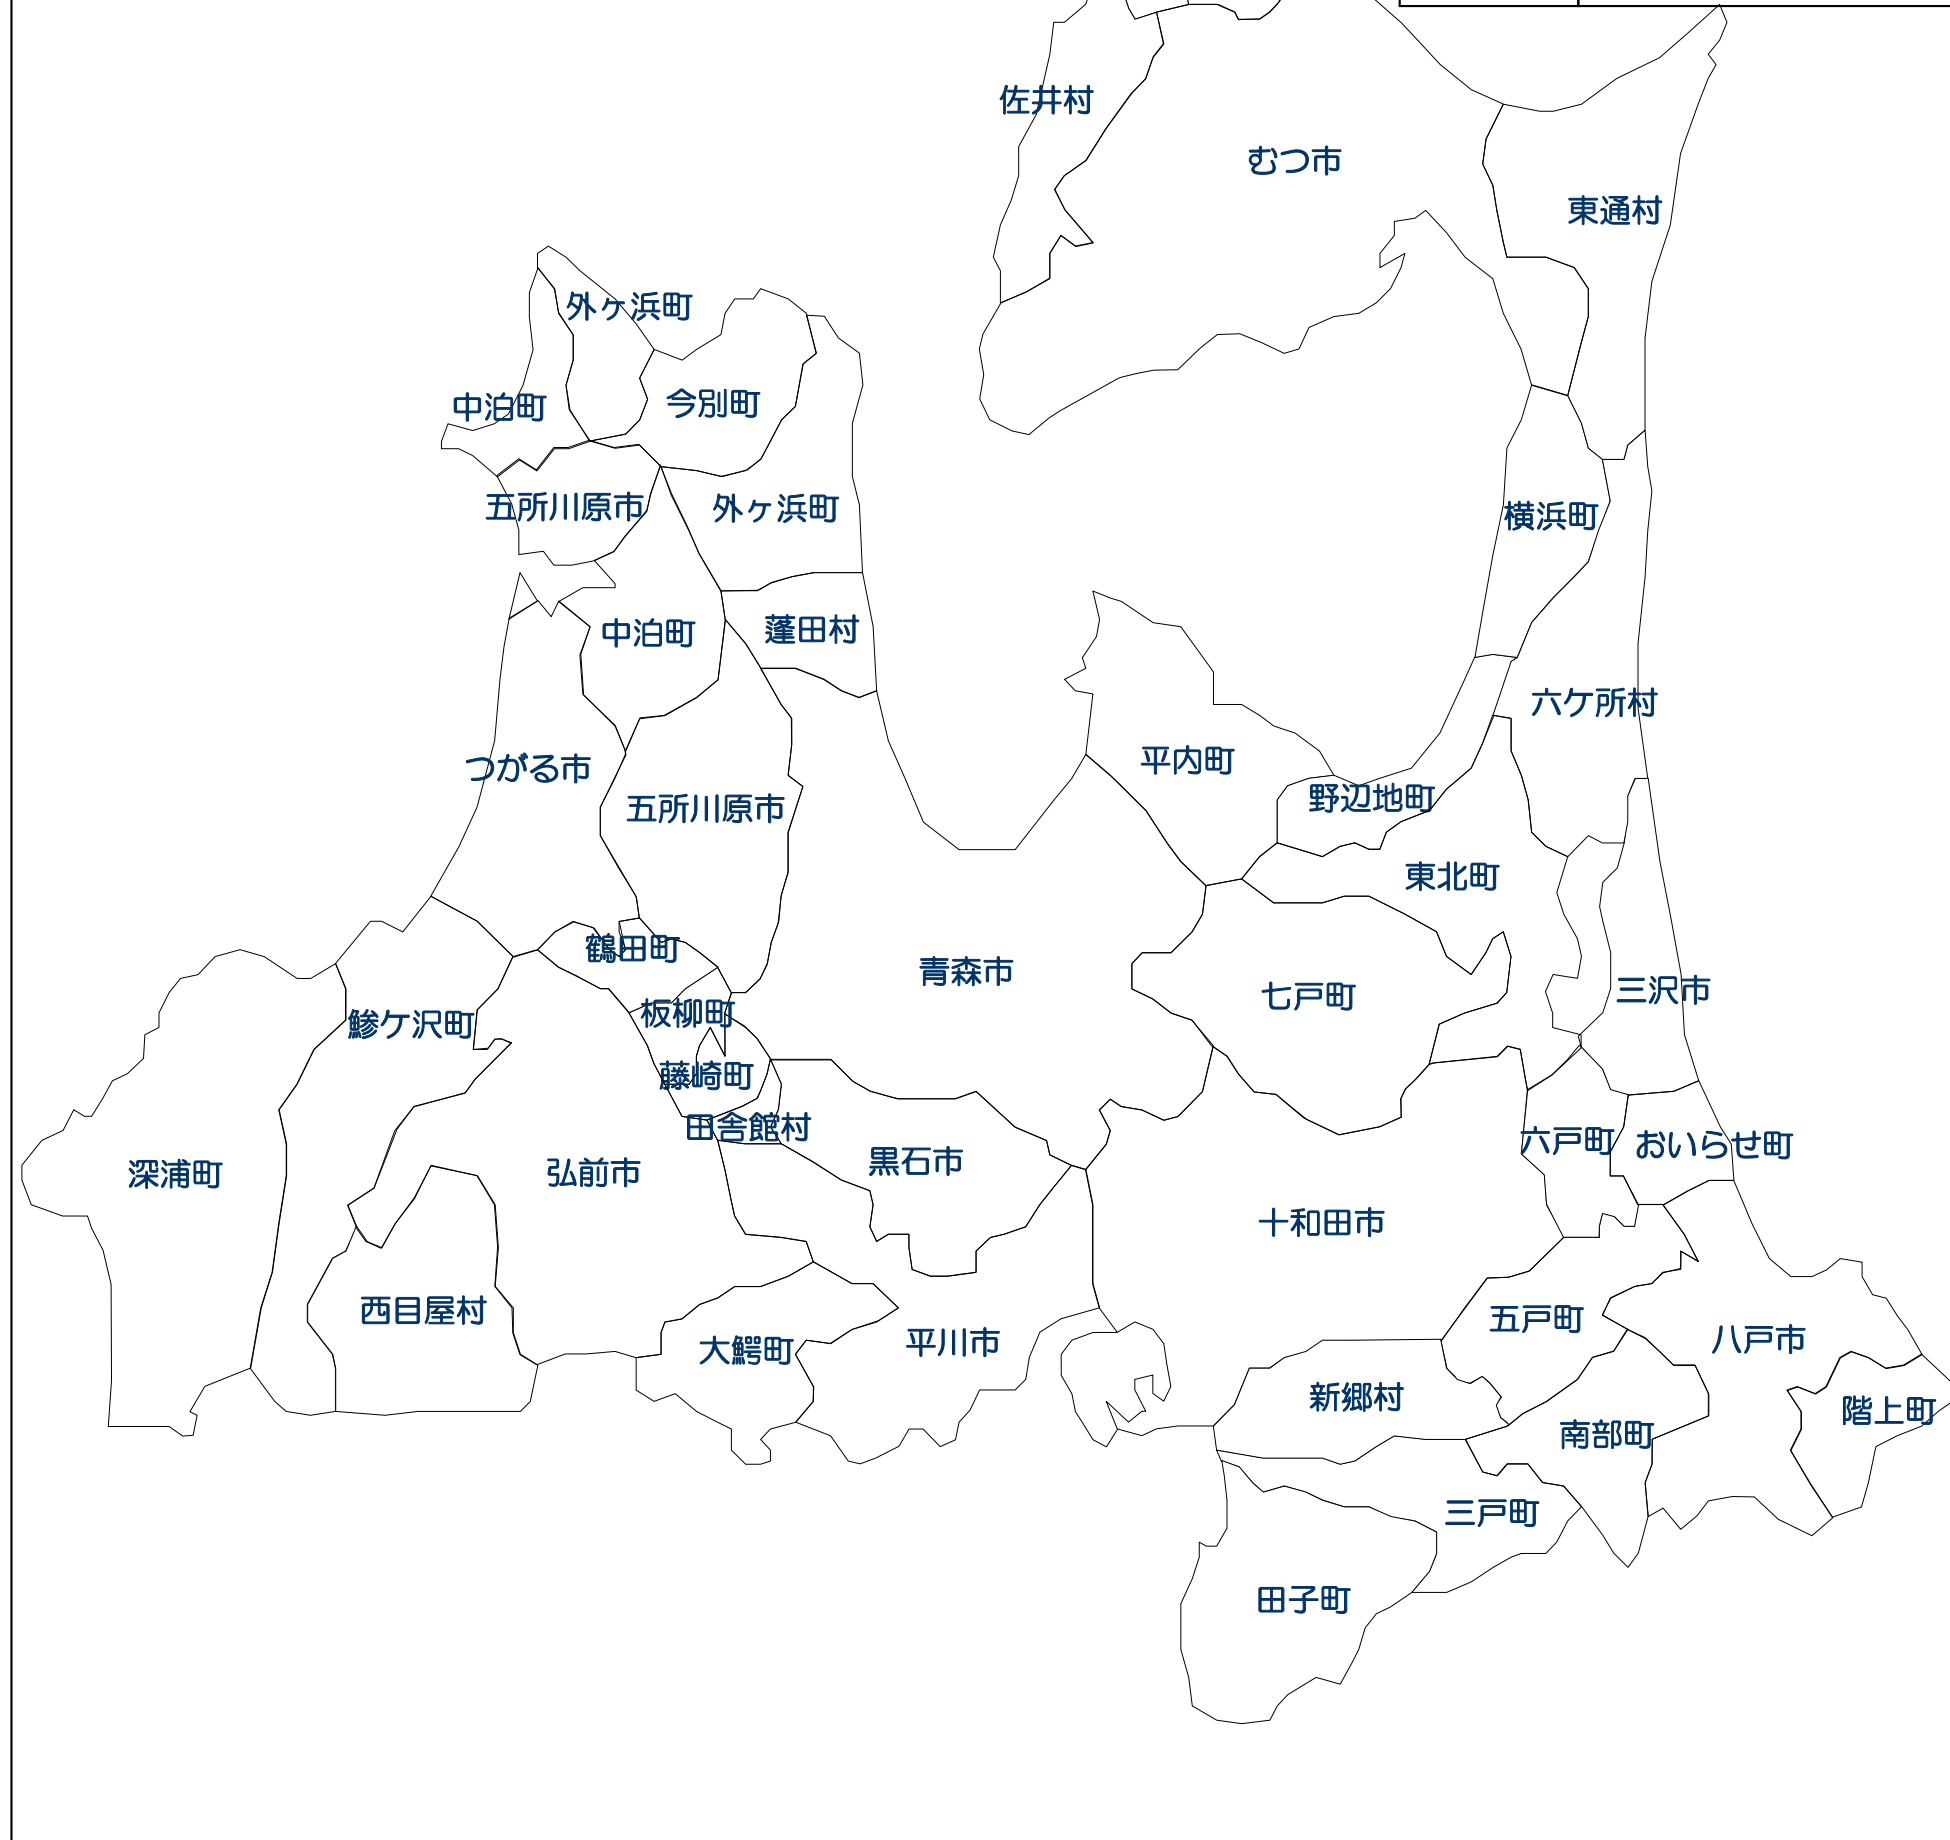 佐井村
むつ市
東通村
外ヶ浜町
今別町
中泊町
五所川原市
外ヶ浜町
横浜町
蓬田村
中泊町
六ケ所村
平内町
つがる市
野辺地町
五所川原市
東北町
鶴田町
青森市
三沢市
七戸町
板柳町
鰺ケ沢町
藤崎町
田舎館村
六戸町
おいらせ町
黒石市
弘前市
深浦町
十和田市
西目屋村
五戸町
八戸市
平川市
大鰐町
新郷村
階上町
南部町
三戸町
田子町